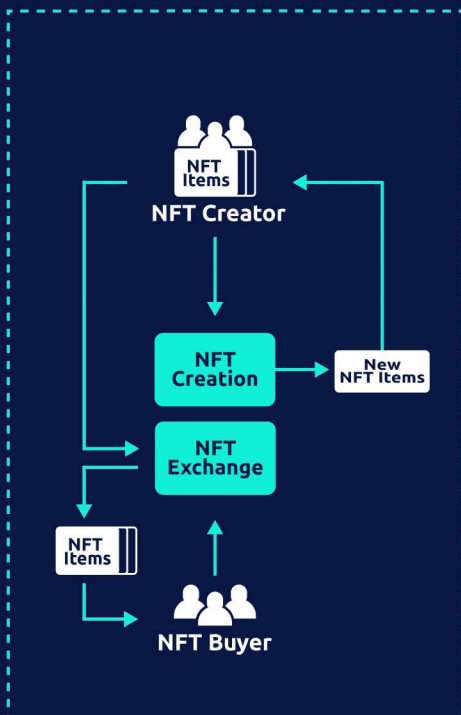 NFT
Items
NFT Creator
NFT
Creation
New
NFT Items
NFT
Exchange
NFT
Items
NFT Buyer